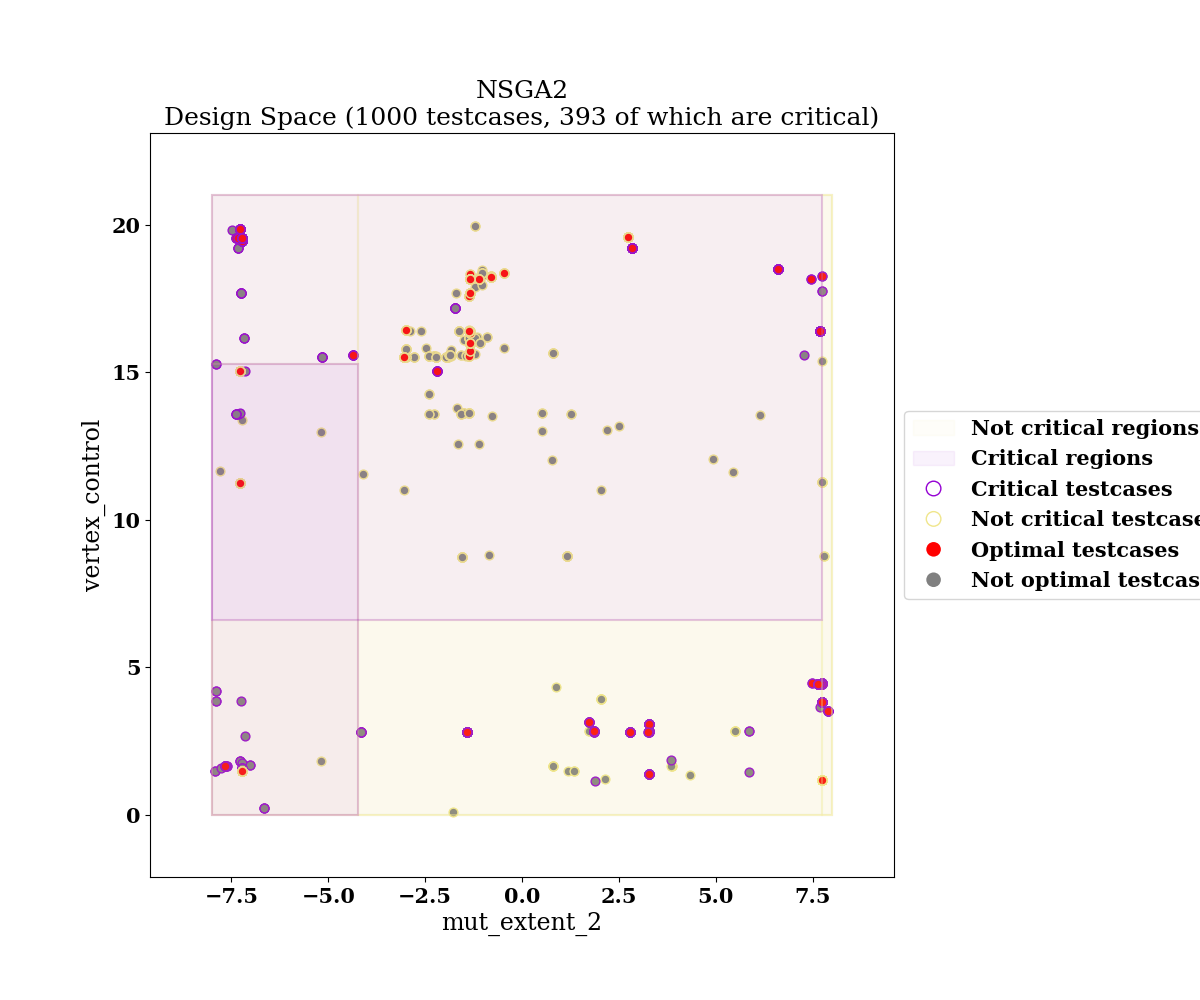 NSGA2
Design Space (1000 testcases, 393 of which are critical)
vertex_control
20
15
10
5
0
−7.5 −5.0 −2.5 0.0 2.5 5.0 7.5
mut_extent_2
Not critical regions
Critical regions
Critical testcases
Not critical testcase
Optimal testcases
Not optimal testcas